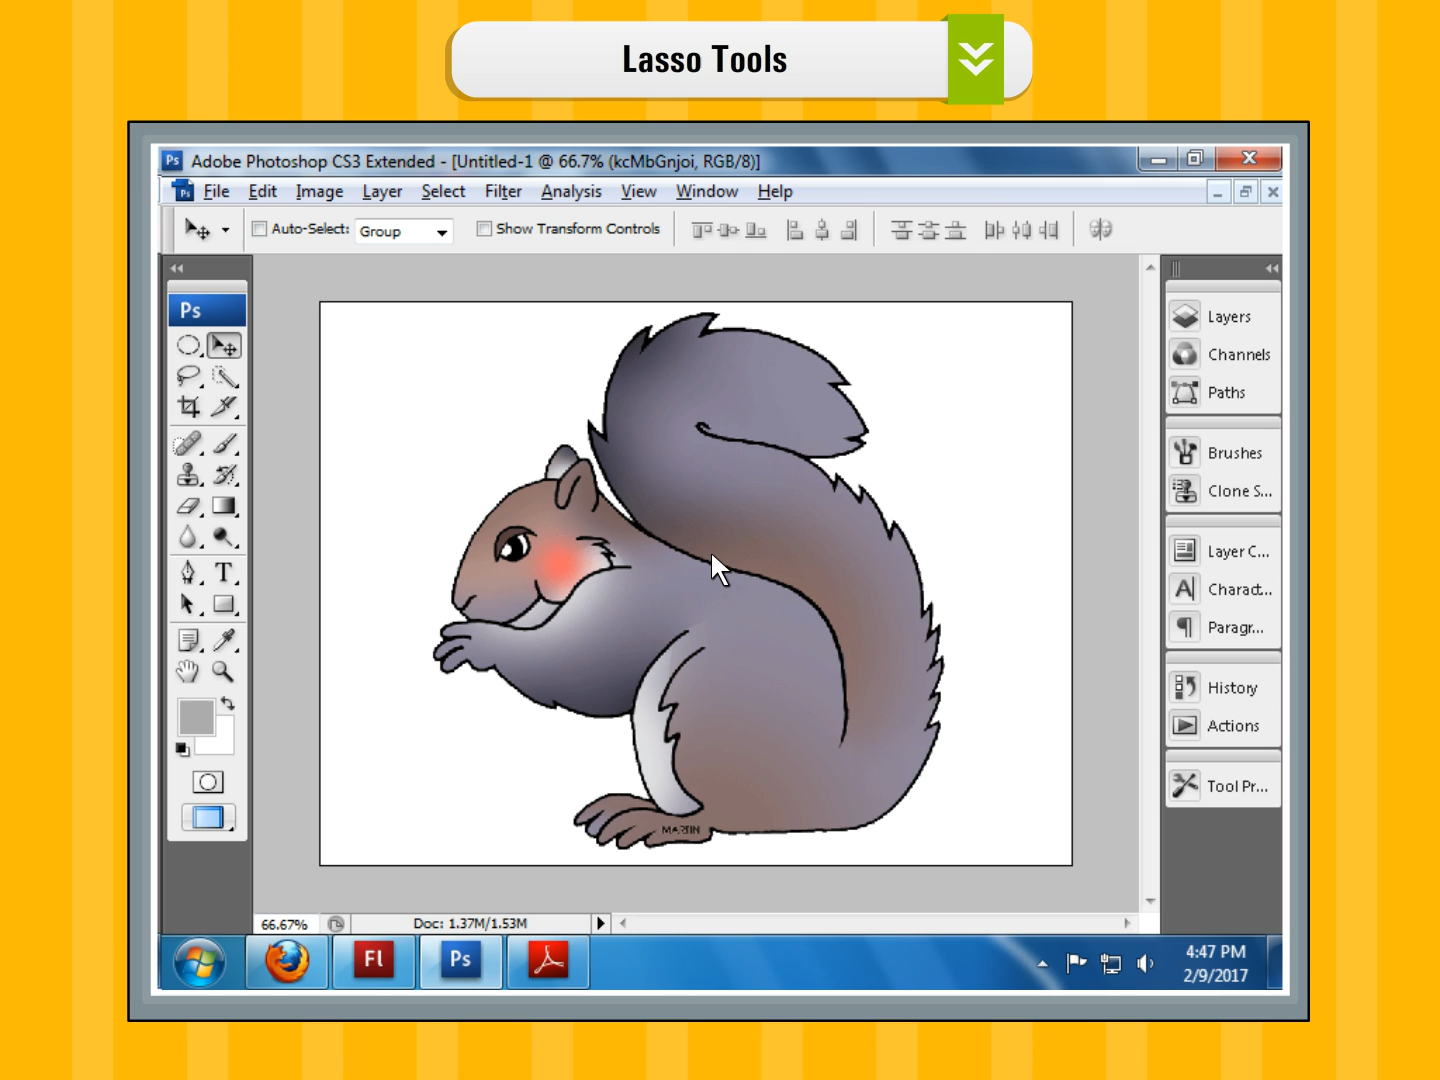 Lasso Tools
Ps Adobe Photoshop CS3 Extended - [Untitled-1 @ 66.7% (kcMbGnjoi, RGB/8)]
Ps File Edit Image Layer Select Filter Analysis View Window Help
Auto-Select: Group Show Transform Controls
Ps
T
Layers
Channels
Paths
Brushes
Clone S...
Layer C...
A Charact...
Paragr...
History
Actions
Tool Pr...
MARTIN
66.67% Doc: 1.37M/1.53M
Fl Ps
4:47 PM
2/9/2017